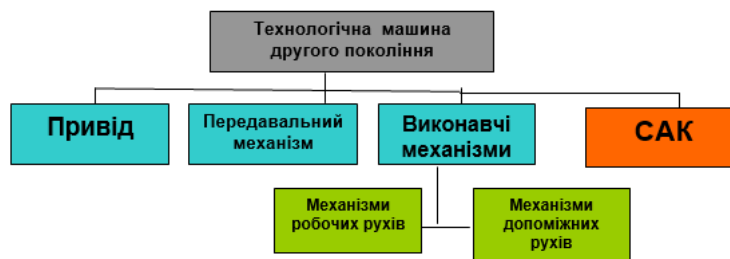 Технологічна машина
другого покоління
Привід
Передавальний
механізм
Виконавчі
механізми
САК
Механізми
робочих рухів
Механізми
допоміжних
рухів